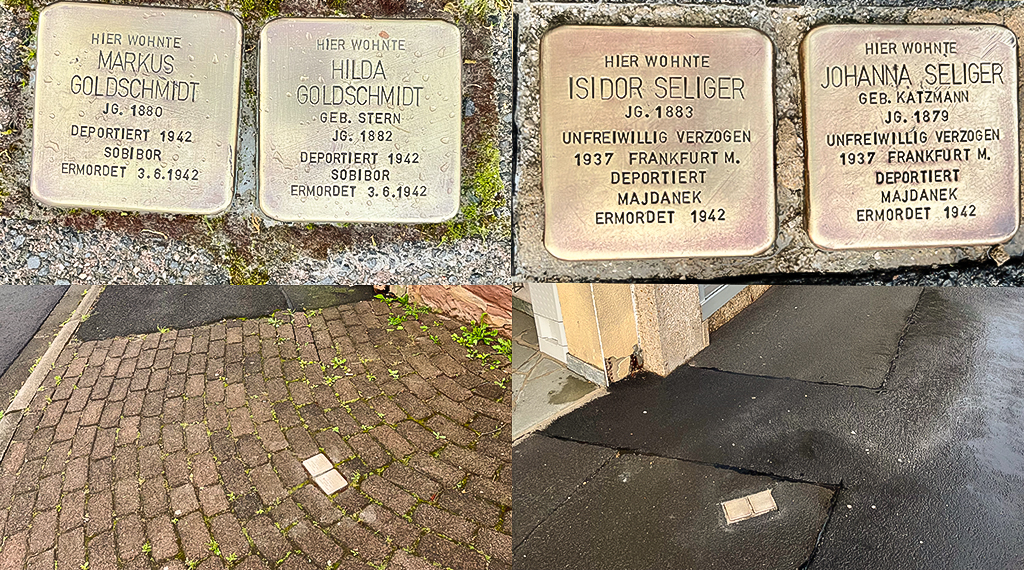 HIER WOHNTE
MARKUS
GOLDSCHMIDT
JG. 1880
DEPORTIERT 1942
SOBIBOR
ERMORDET 3.6.1942
HIER WOHNTE
HILDA
GOLDSCHMIDT
GEB. STERN
JG. 1882
DEPORTIERT 1942
SOBIBOR
ERMORDET 3.6.1942
HIER WOHNTE
ISIDOR SELIGER
JG. 1883
UNFREIWILLIG VERZOGEN
1937 FRANKFURT M.
DEPORTIERT
MAJDANEK
ERMORDET 1942
HIER WOHNTE
JOHANNA SELIGER
GEB. KATZMANN
JG. 1879
UNFREIWILLIG VERZOGEN
1937 FRANKFURT M.
DEPORTIERT
MAJDANEK
ERMORDET 1942